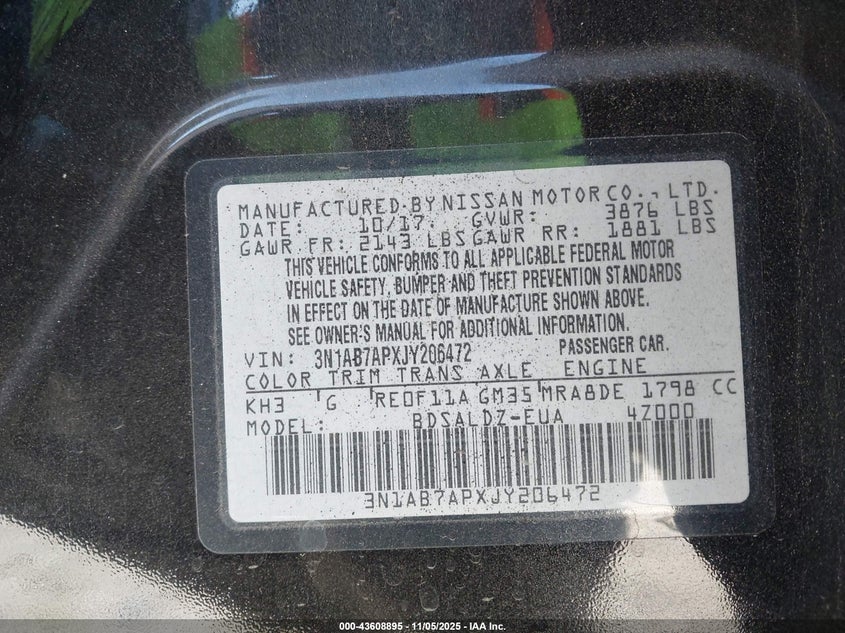 MANUFACTURED BY NISSAN MOTOR CO., LTD.
DATE: 10/17 GVWR: 3876 LBS
GAWR FR: 2143 LBS GAWR RR: 1881 LBS
THIS VEHICLE CONFORMS TO ALL APPLICABLE FEDERAL MOTOR
VEHICLE SAFETY, BUMPER AND THEFT PREVENTION STANDARDS
IN EFFECT ON THE DATE OF MANUFACTURE SHOWN ABOVE.
SEE OWNER'S MANUAL FOR ADDITIONAL INFORMATION.
VIN: 3N1AB7APXJY206472 PASSENGER CAR.
COLOR TRIM TRANS AXLE ENGINE
KH3 G RE0F11A GM35 MRA8DE 1798 CC
MODEL: BDSALDZ-EUA 4Z000
3N1AB7APXJY206472
000-43608895 - 11/05/2025 - IAA Inc.